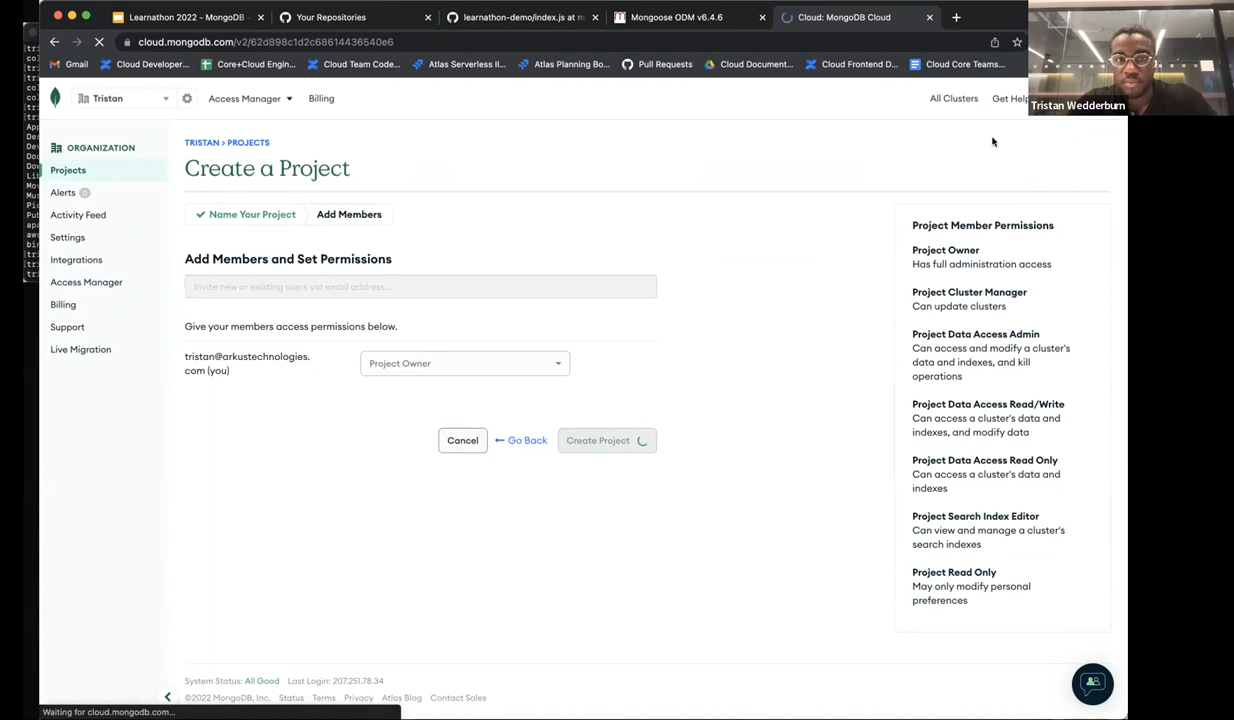 Learnathon 2022 - MongoDB -
Your Repositories
learnathon-demo/index.js at m
Mongoose ODM v6.4.6
Cloud: MongoDB Cloud
cloud.mongodb.com/v2/62d898c1d2c68614436540e6
Gmail
Cloud Developer...
Core+Cloud Engin...
Cloud Team Code...
Atlas Serverless II...
Atlas Planning Bo...
Pull Requests
Cloud Document...
Cloud Frontend D...
Cloud Core Teams...
Tristan
Access Manager
Billing
All Clusters
Get Help
Tristan Wedderburn
ORGANIZATION
Projects
Alerts 0
Activity Feed
Settings
Integrations
Access Manager
Billing
Support
Live Migration
TRISTAN > PROJECTS
Create a Project
Name Your Project
Add Members
Add Members and Set Permissions
Invite new or existing users via email address...
Give your members access permissions below.
tristan@arkustechnologies.
com (you)
Project Owner
Cancel
Go Back
Create Project
Project Member Permissions
Project Owner
Has full administration access
Project Cluster Manager
Can update clusters
Project Data Access Admin
Can access and modify a cluster's
data and indexes, and kill
operations
Project Data Access Read/Write
Can access a cluster's data and
indexes, and modify data
Project Data Access Read Only
Can access a cluster's data and
indexes
Project Search Index Editor
Can view and manage a cluster's
search indexes
Project Read Only
May only modify personal
preferences
System Status: All Good Last Login: 207.251.78.34
©2022 MongoDB, Inc. Status Terms Privacy Atlas Blog Contact Sales
Waiting for cloud.mongodb.com...